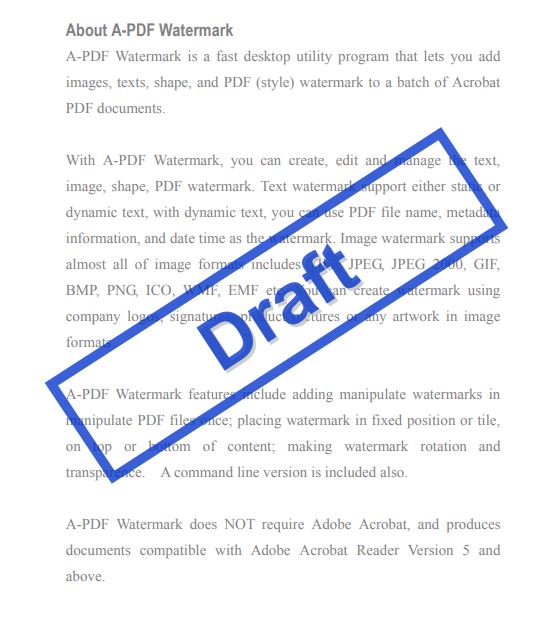 About A-PDF Watermark
A-PDF Watermark is a fast desktop utility program that lets you add
images, texts, shape, and PDF (style) watermark to a batch of Acrobat
PDF documents.
With A-PDF Watermark, you can create, edit and manage the text,
image, shape, PDF watermark. Text watermark support either static or
dynamic text, with dynamic text, you can use PDF file name, metadata
information, and date time as the watermark. Image watermark supports
almost all of image formats includes JPEG, JPEG 2000, GIF,
BMP, PNG, ICO, WMF, EMF etc. You can create watermark using
company logos, signatures, product pictures or any artwork in image
formats.
Draft
A-PDF Watermark features include adding manipulate watermarks in
manipulate PDF files once; placing watermark in fixed position or tile,
on top or bottom of content; making watermark rotation and
transparence. A command line version is included also.
A-PDF Watermark does NOT require Adobe Acrobat, and produces
documents compatible with Adobe Acrobat Reader Version 5 and
above.